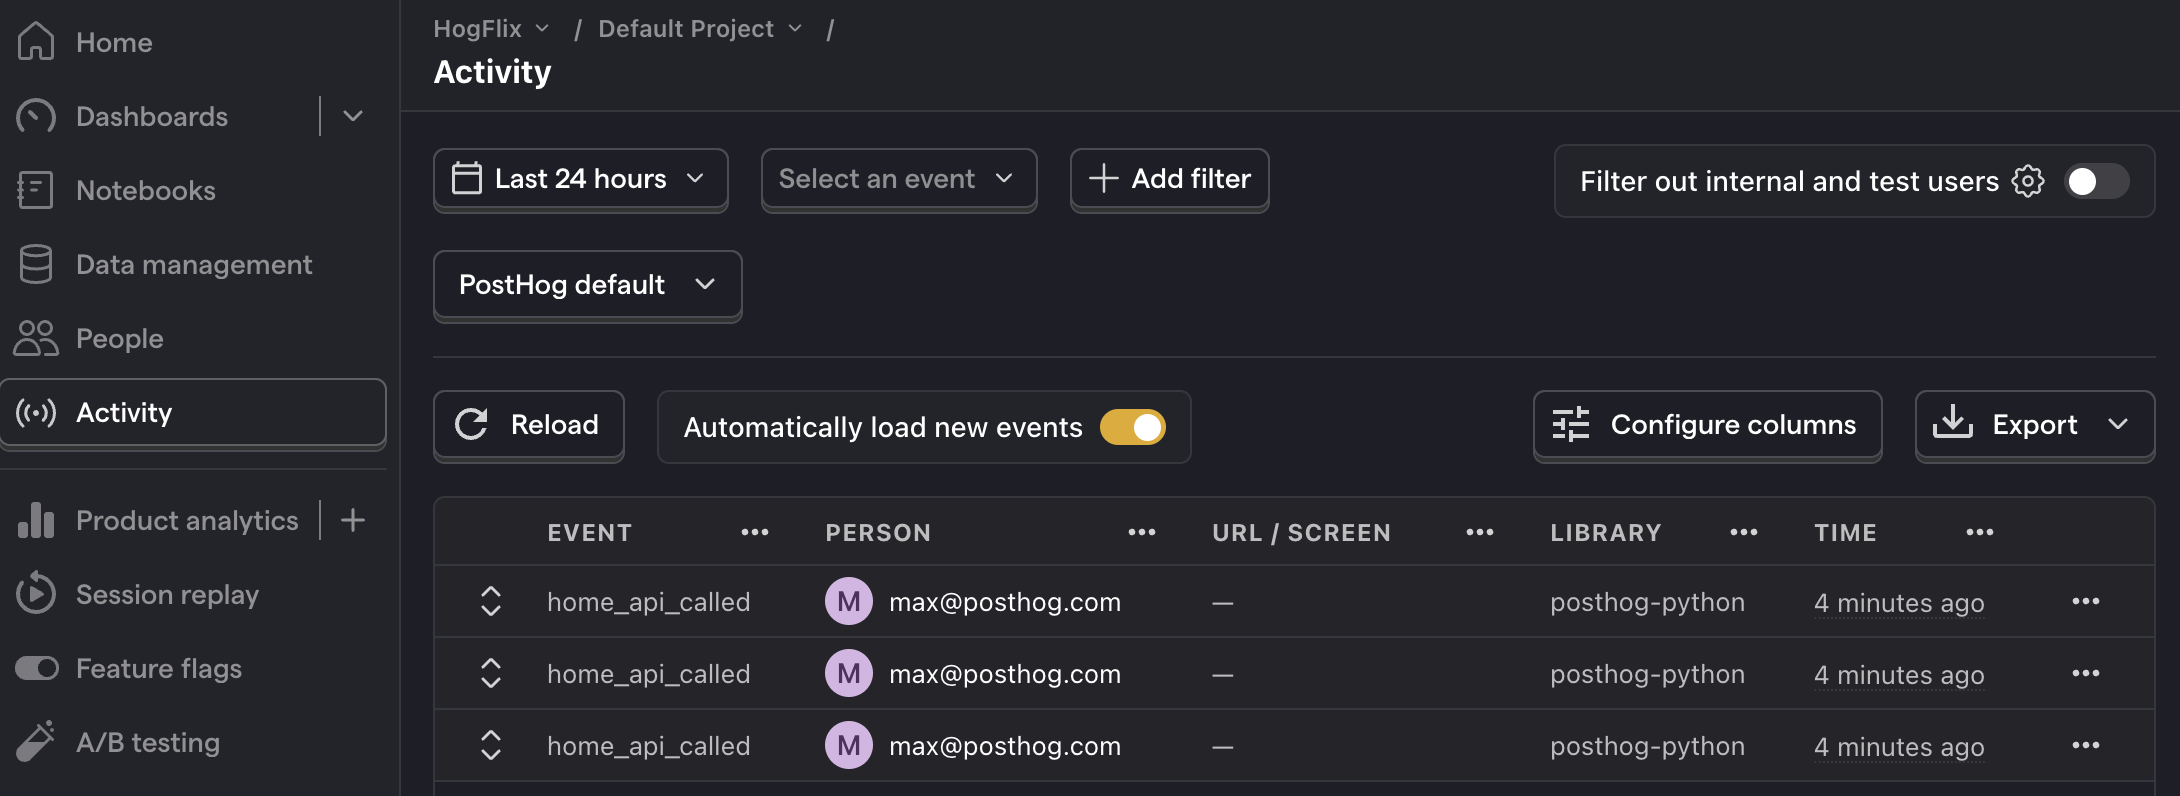 Home
Dashboards
Notebooks
Data management
People
Activity
Product analytics
Session replay
Feature flags
A/B testing
HogFlix / Default Project /
Activity
Last 24 hours Select an event Add filter Filter out internal and test users
PostHog default
Reload Automatically load new events Configure columns Export
EVENT PERSON URL / SCREEN LIBRARY TIME
home_api_called M max@posthog.com — posthog-python 4 minutes ago
home_api_called M max@posthog.com — posthog-python 4 minutes ago
home_api_called M max@posthog.com — posthog-python 4 minutes ago